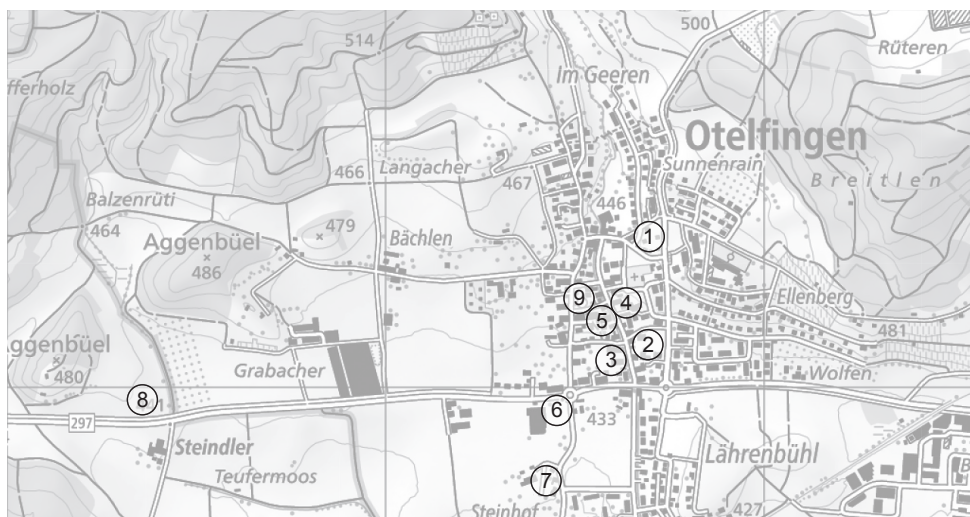 514
500
Rüteren
Im Geeren
fferholz
Otelfingen
Sunnenrain
Langacher
466
467
Breitlen
Balzenrüti
446
464
479
1
Aggenbüel
Bächlen
486
9
4
Ellenberg
5
481
2
Aggenbüel
3
480
Grabacher
Wolfen
8
6
297
433
Steindler
Lährenbühl
Teufermoos
7
Steinhof
427